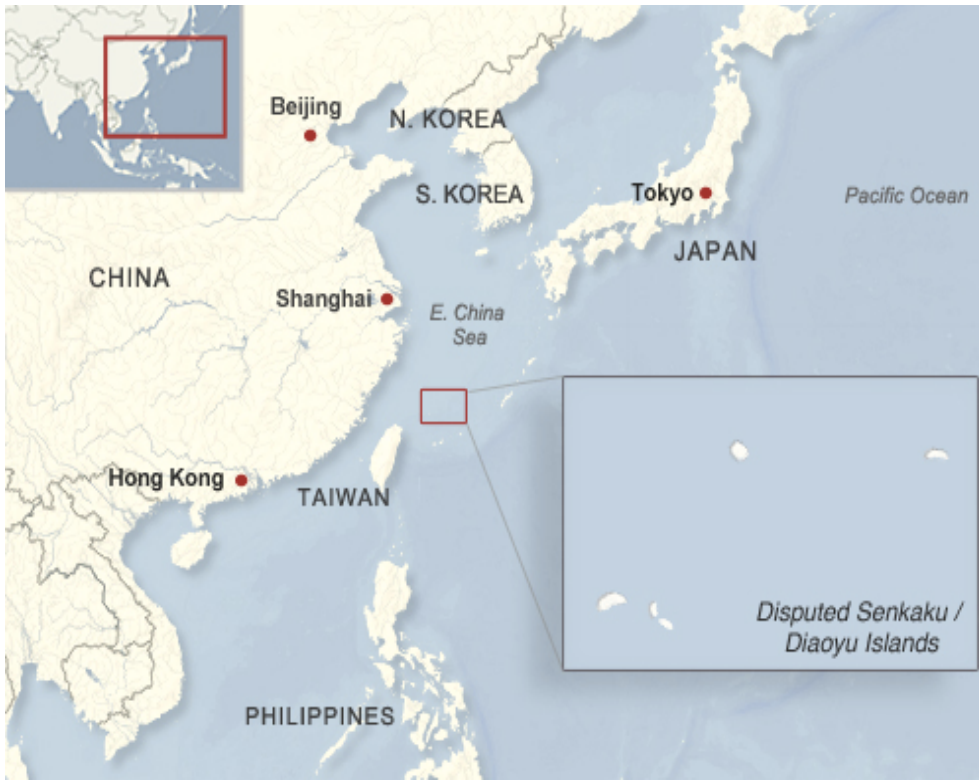 Beijing
N. KOREA
S. KOREA
Tokyo
Pacific Ocean
JAPAN
CHINA
Shanghai
E. China
Sea
Hong Kong
TAIWAN
Disputed Senkaku /
Diaoyu Islands
PHILIPPINES